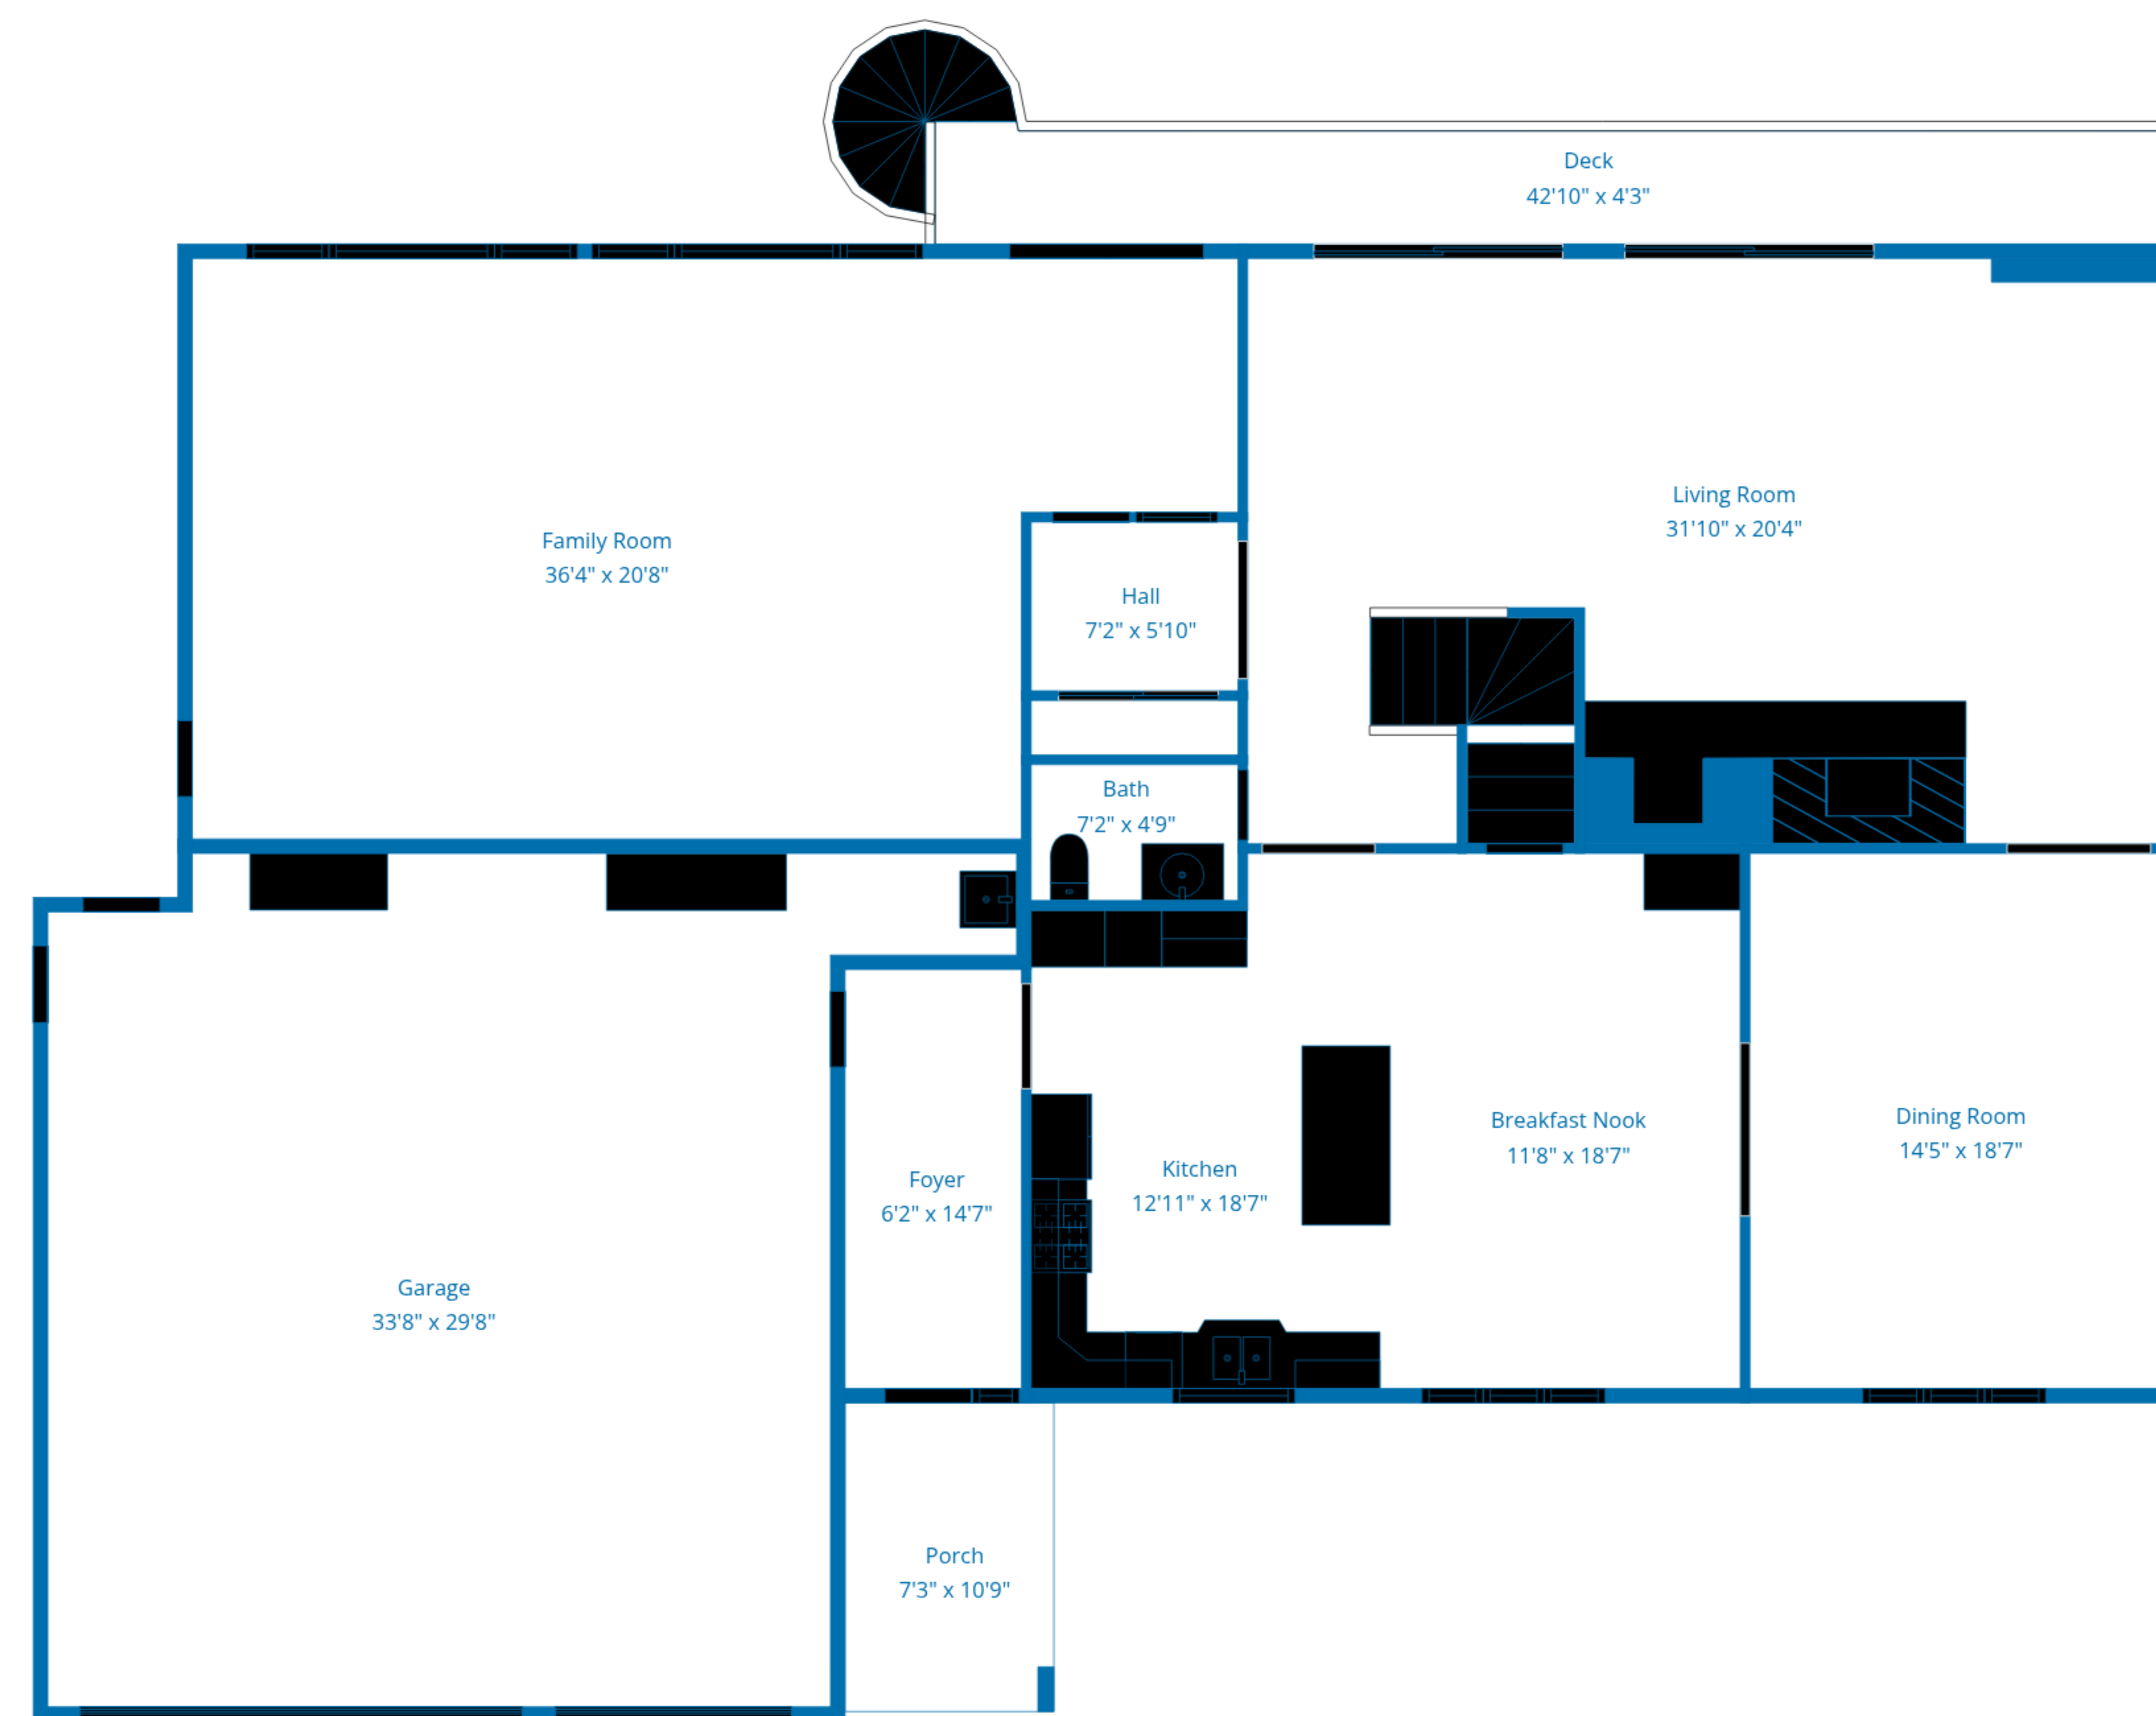 Deck
42'10" x 4'3"
Living Room
31'10" x 20'4"
Family Room
36'4" x 20'8"
Hall
7'2" x 5'10"
Bath
7'2" x 4'9"
Breakfast Nook
11'8" x 18'7"
Dining Room
14'5" x 18'7"
Kitchen
12'11" x 18'7"
Foyer
6'2" x 14'7"
Garage
33'8" x 29'8"
Porch
7'3" x 10'9"